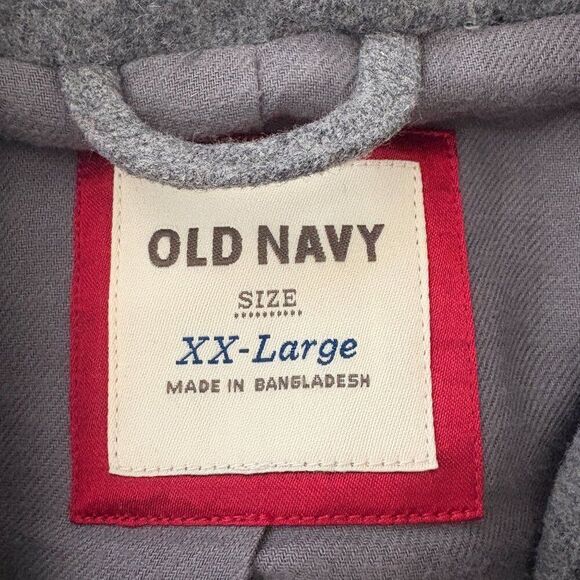 OLD NAVY
SIZE
XX-Large
MADE IN BANGLADESH